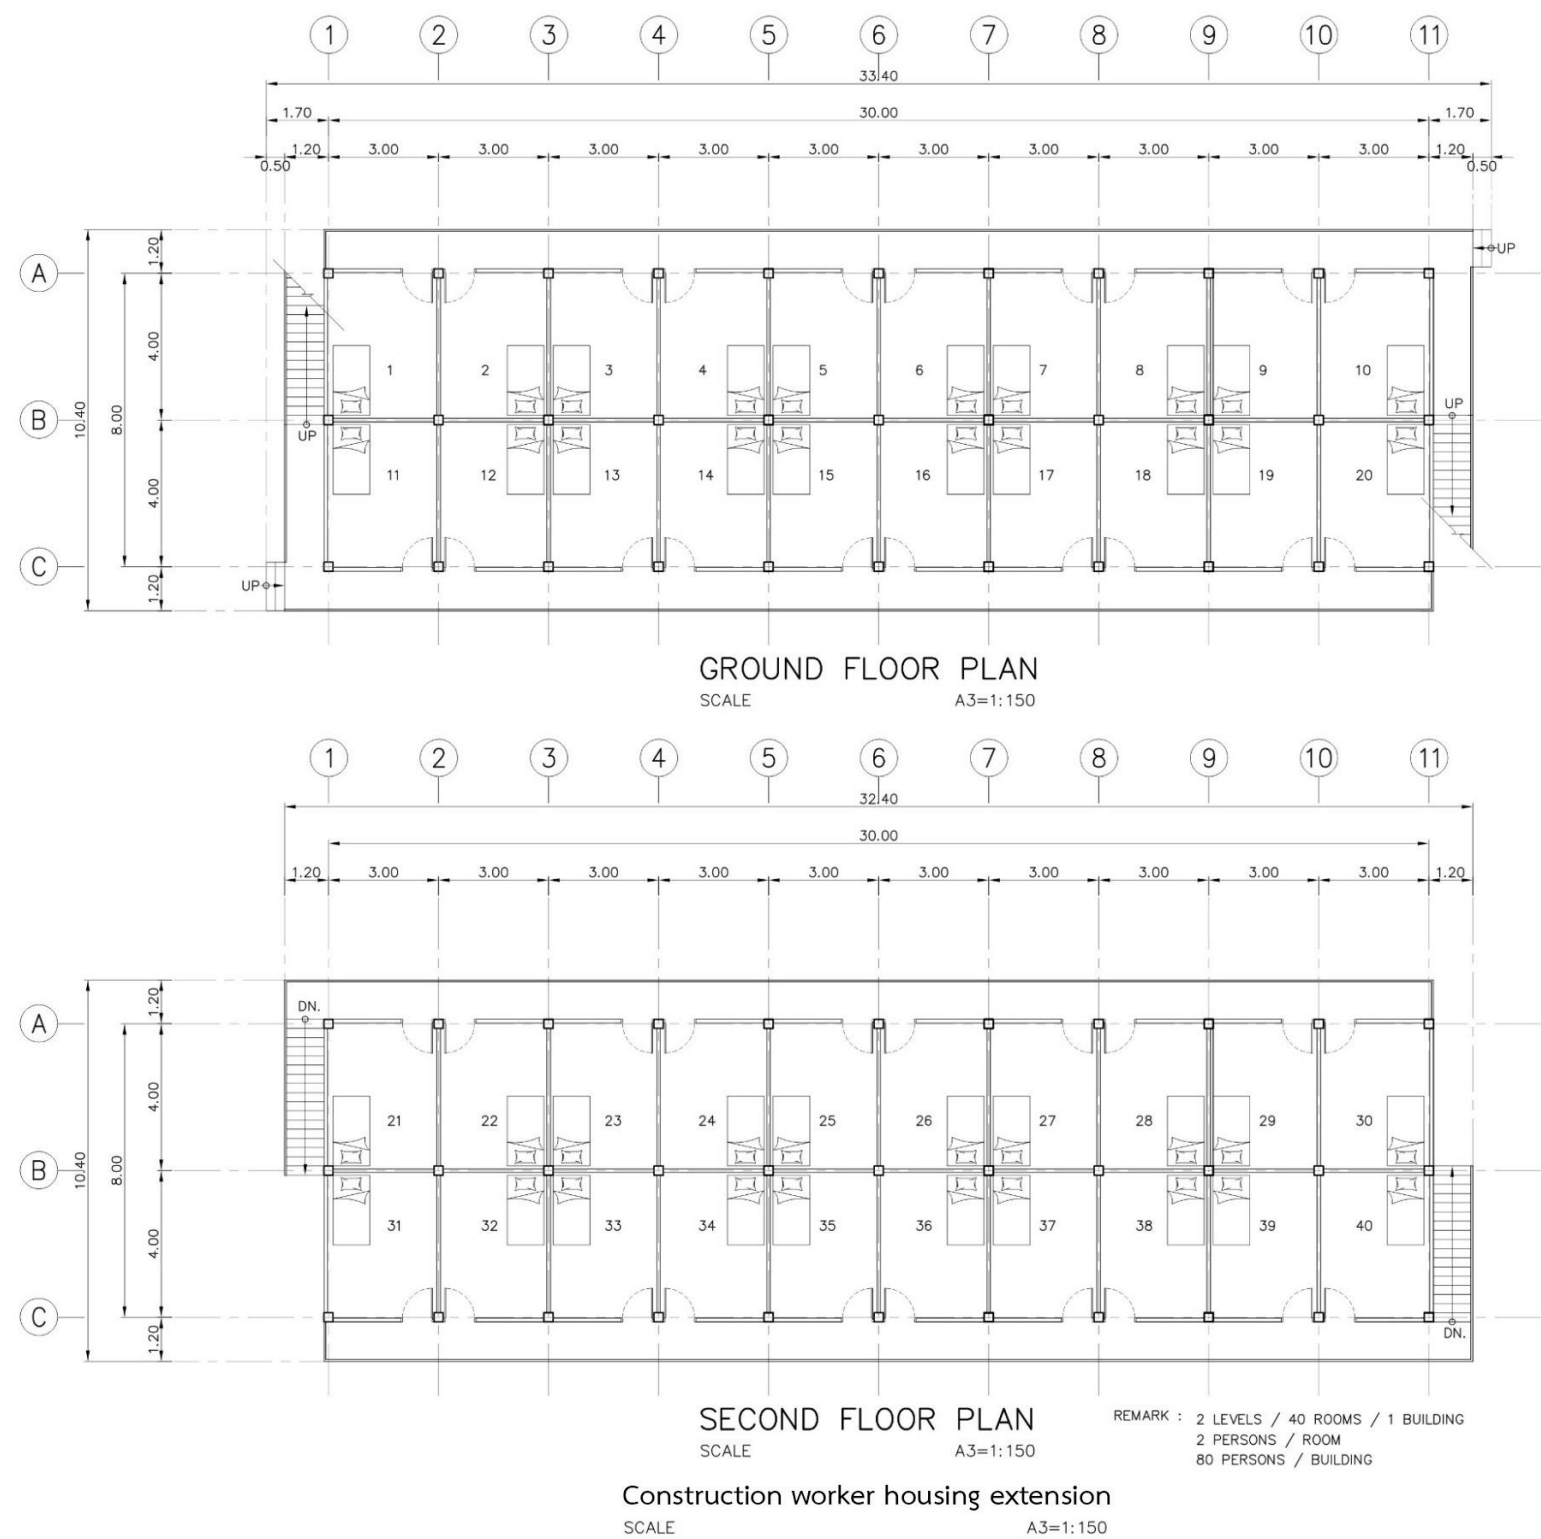 1 2 3 4 5 6 7 8 9 10 11
33.40
1.70 30.00 1.70
1.20 3.00 3.00 3.00 3.00 3.00 3.00 3.00 3.00 3.00 3.00 1.20
0.50 0.50
1.20
UP
A
4.00
1 2 3 4 5 6 7 8 9 10
10.40
8.00
B
UP
UP
11 12 13 14 15 16 17 18 19 20
4.00
C
UP
1.20
GROUND FLOOR PLAN
SCALE A3=1:150
1 2 3 4 5 6 7 8 9 10 11
32.40
30.00
1.20 3.00 3.00 3.00 3.00 3.00 3.00 3.00 3.00 3.00 3.00 1.20
1.20
DN.
A
4.00
21 22 23 24 25 26 27 28 29 30
10.40
8.00
B
31 32 33 34 35 36 37 38 39 40
4.00
C
1.20
DN.
SECOND FLOOR PLAN
SCALE A3=1:150
REMARK : 2 LEVELS / 40 ROOMS / 1 BUILDING
2 PERSONS / ROOM
80 PERSONS / BUILDING
Construction worker housing extension
SCALE A3=1:150